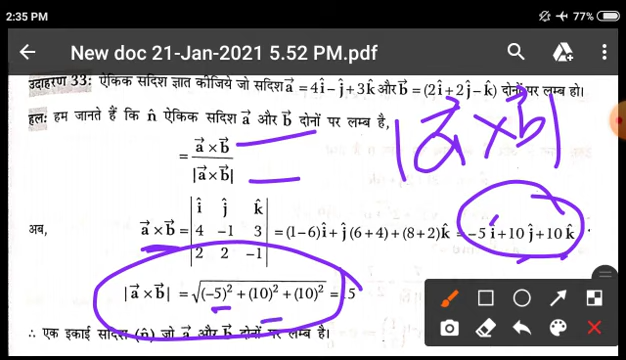 2:35 PM 77%
New doc 21-Jan-2021 5.52 PM.pdf
उदाहरण 33: ऐकिक सदिश ज्ञात कीजिये जो सदिश a⃗ = 4î−ĵ+3k̂ और b⃗ = (2î+2ĵ−k̂) दोनों पर लम्ब हो।
हल: हम जानते हैं कि n̂ ऐकिक सदिश a⃗ और b⃗ दोनों पर लम्ब है,
|a⃗ × b⃗|
= a⃗ × b⃗ / |a⃗ × b⃗|
अब, a⃗ × b⃗ = | î ĵ k̂ | = (1−6)î+ĵ(6+4)+(8+2)k̂ = −5î+10ĵ+10k̂
4 −1 3
2 2 −1
|a⃗ × b⃗| = √(−5)² + (10)² + (10)² = 15
∴ एक इकाई सदिश (n̂) जो a⃗ और b⃗ दोनों पर लम्ब है।